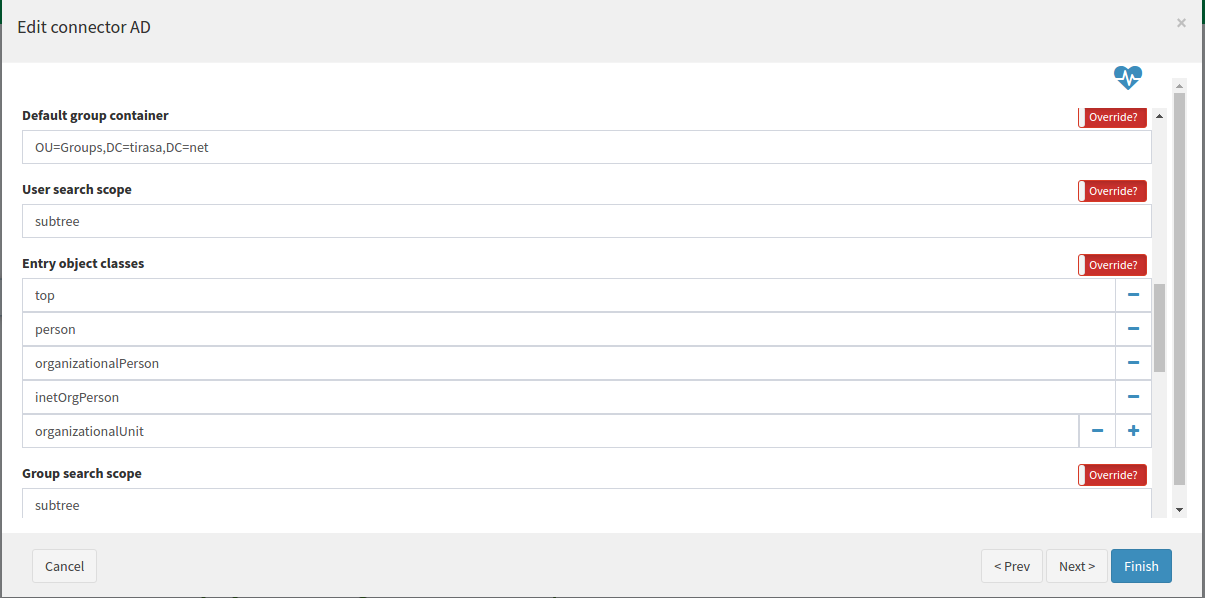 Edit connector AD
×
Default group container
Override?
OU=Groups,DC=tirasa,DC=net
User search scope
Override?
subtree
Entry object classes
Override?
top
person
organizationalPerson
inetOrgPerson
organizationalUnit
Group search scope
Override?
subtree
Cancel
< Prev
Next >
Finish